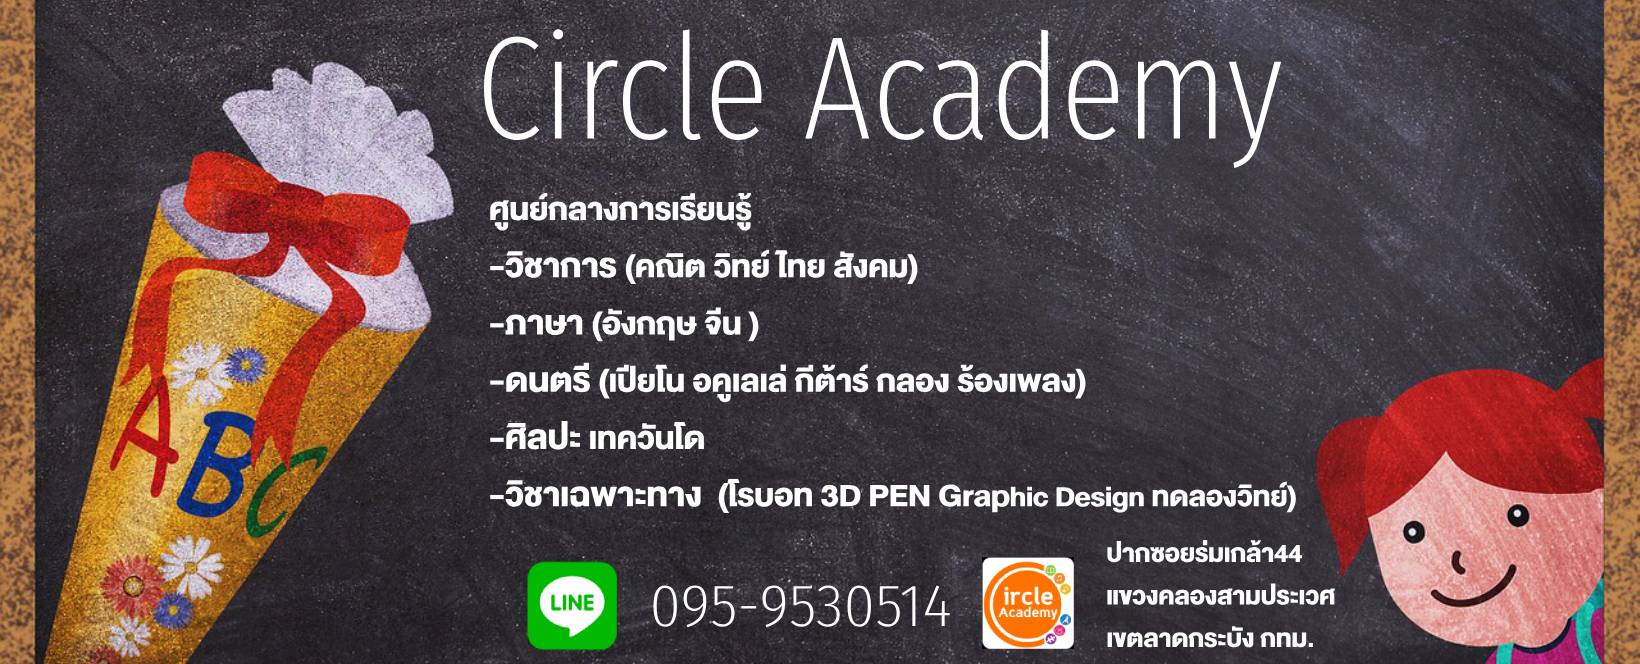 Circle Academy
ศูนย์กลางการเรียนรู้
-วิชาการ (คณิต วิทย์ ไทย สังคม)
-ภาษา (อังกฤษ จีน )
-ดนตรี (เปียโน อคูเลเล่ กีต้าร์ กลอง ร้องเพลง)
-ศิลปะ เทควันโด
-วิชาเฉพาะทาง (โรบอท 3D PEN Graphic Design ทดลองวิทย์)
ABC
LINE
095-9530514
ircle
Academy
ปากซอยร่มเกล้า44
แขวงคลองสามประเวศ
เขตลาดกระบัง กทม.